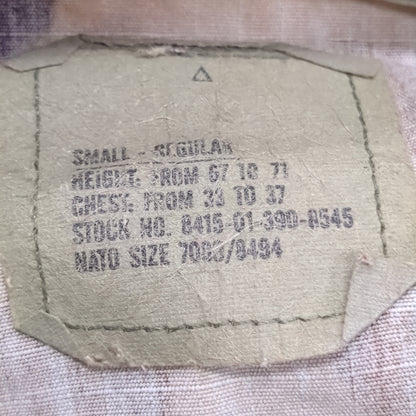 SMALL - REGULAR
HEIGHT: FROM 67 TO 71
CHEST: FROM 33 TO 37
STOCK NO. 8415-01-390-8545
NATO SIZE 7080/8494